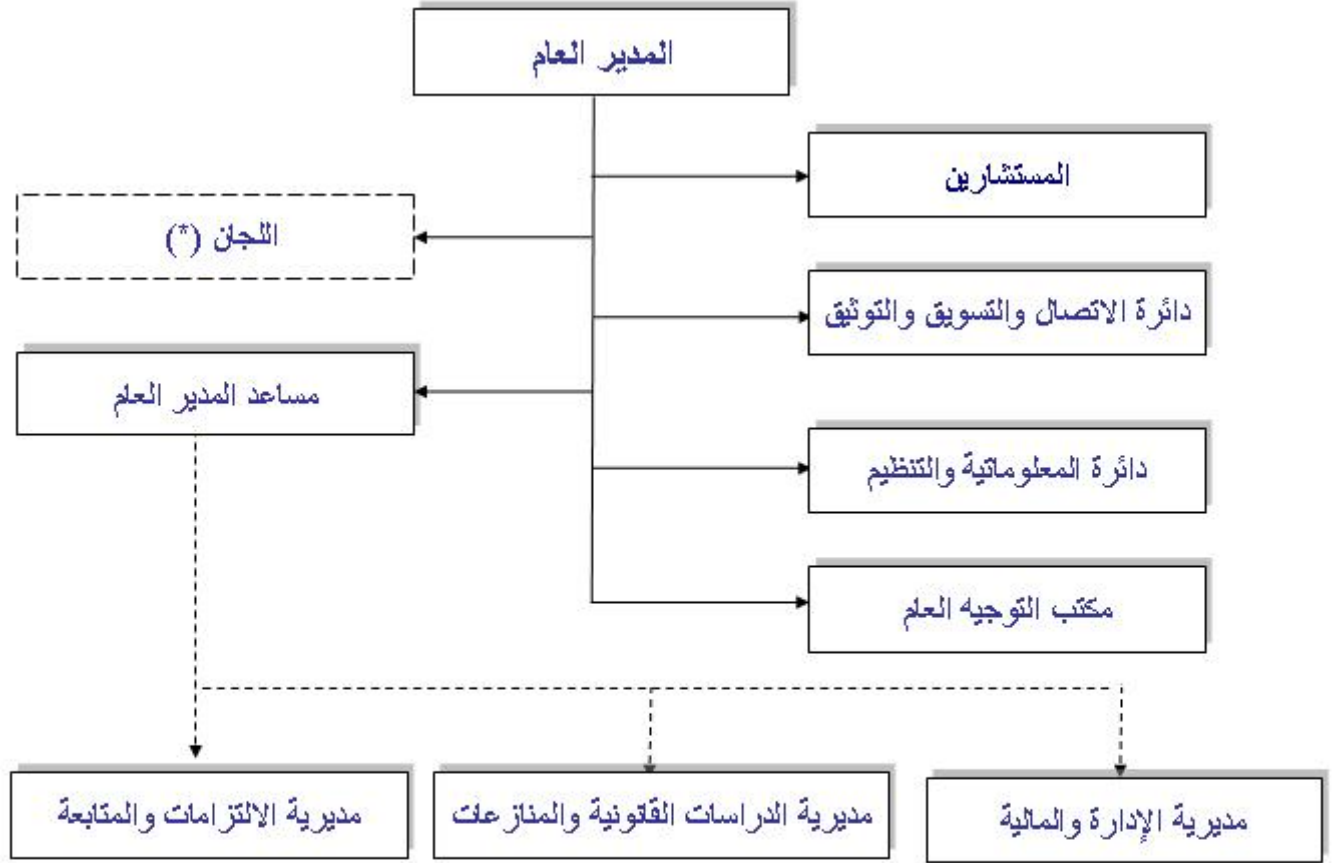 المدير العام
المستشارين
اللجان (*)
دائرة الاتصال والتسويق والتوثيق
مساعد المدير العام
دائرة المعلوماتية والتنظيم
مكتب التوجيه العام
مديرية الإدارة والمالية
مديرية الدراسات القانونية والمنازعات
مديرية الالتزامات والمتابعة